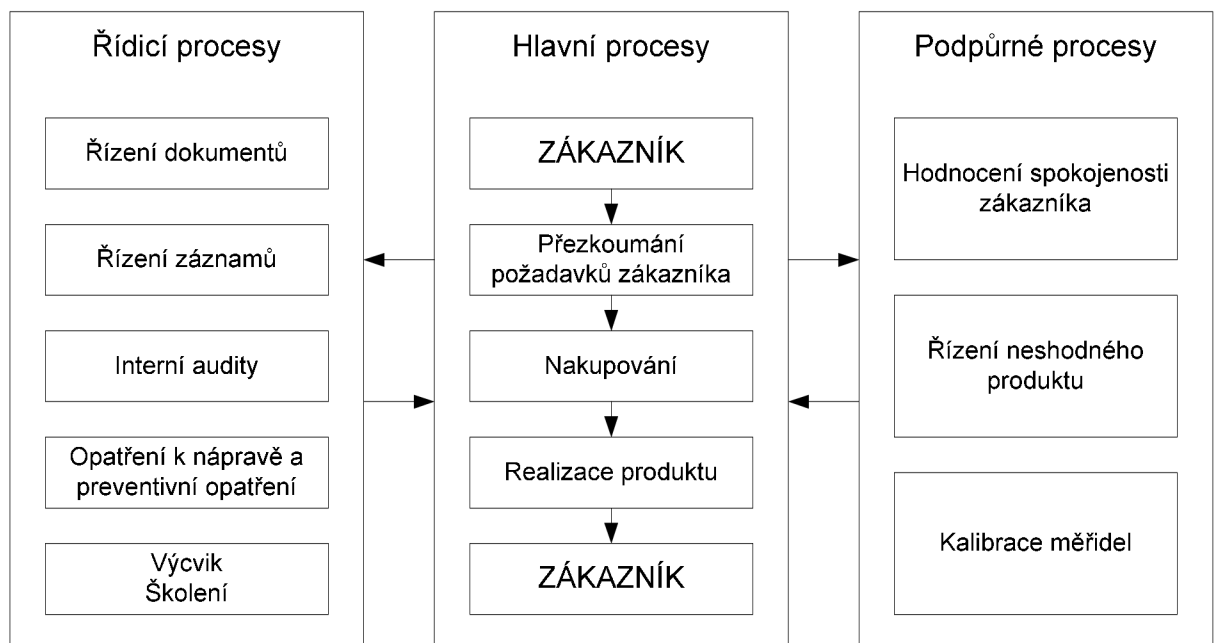 Řídicí procesy
Řízení dokumentů
Řízení záznamů
Interní audity
Opatření k nápravě a
preventivní opatření
Výcvik
Školení
Hlavní procesy
ZÁKAZNÍK
Přezkoumání
požadavků zákazníka
Nakupování
Realizace produktu
ZÁKAZNÍK
Podpůrné procesy
Hodnocení spokojenosti
zákazníka
Řízení neshodného
produktu
Kalibrace měřidel